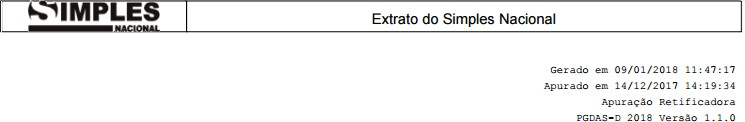 SIMPLES
NACIONAL
Extrato do Simples Nacional
Gerado em 09/01/2018 11:47:17
Apurado em 14/12/2017 14:19:34
Apuração Retificadora
PGDAS-D 2018 Versão 1.1.0